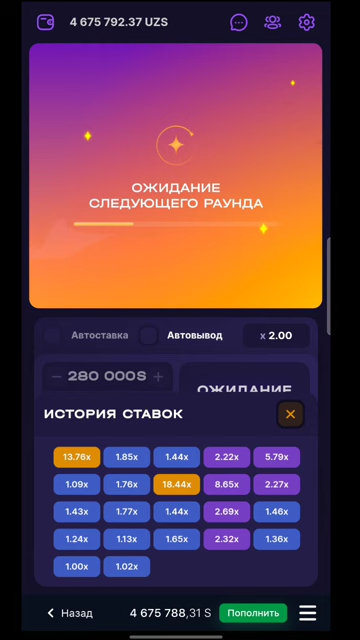 4 675 792.37 UZS
ОЖИДАНИЕ
СЛЕДУЮЩЕГО РАУНДА
Автоставка Автовывод x 2.00
− 280 000S + ОЖИДАНИЕ
ИСТОРИЯ СТАВОК
13.76x 1.85x 1.44x 2.22x 5.79x
1.09x 1.76x 18.44x 8.65x 2.27x
1.43x 1.77x 1.44x 2.69x 1.46x
1.24x 1.13x 1.65x 2.32x 1.36x
1.00x 1.02x
Назад 4 675 788,31 S Пополнить